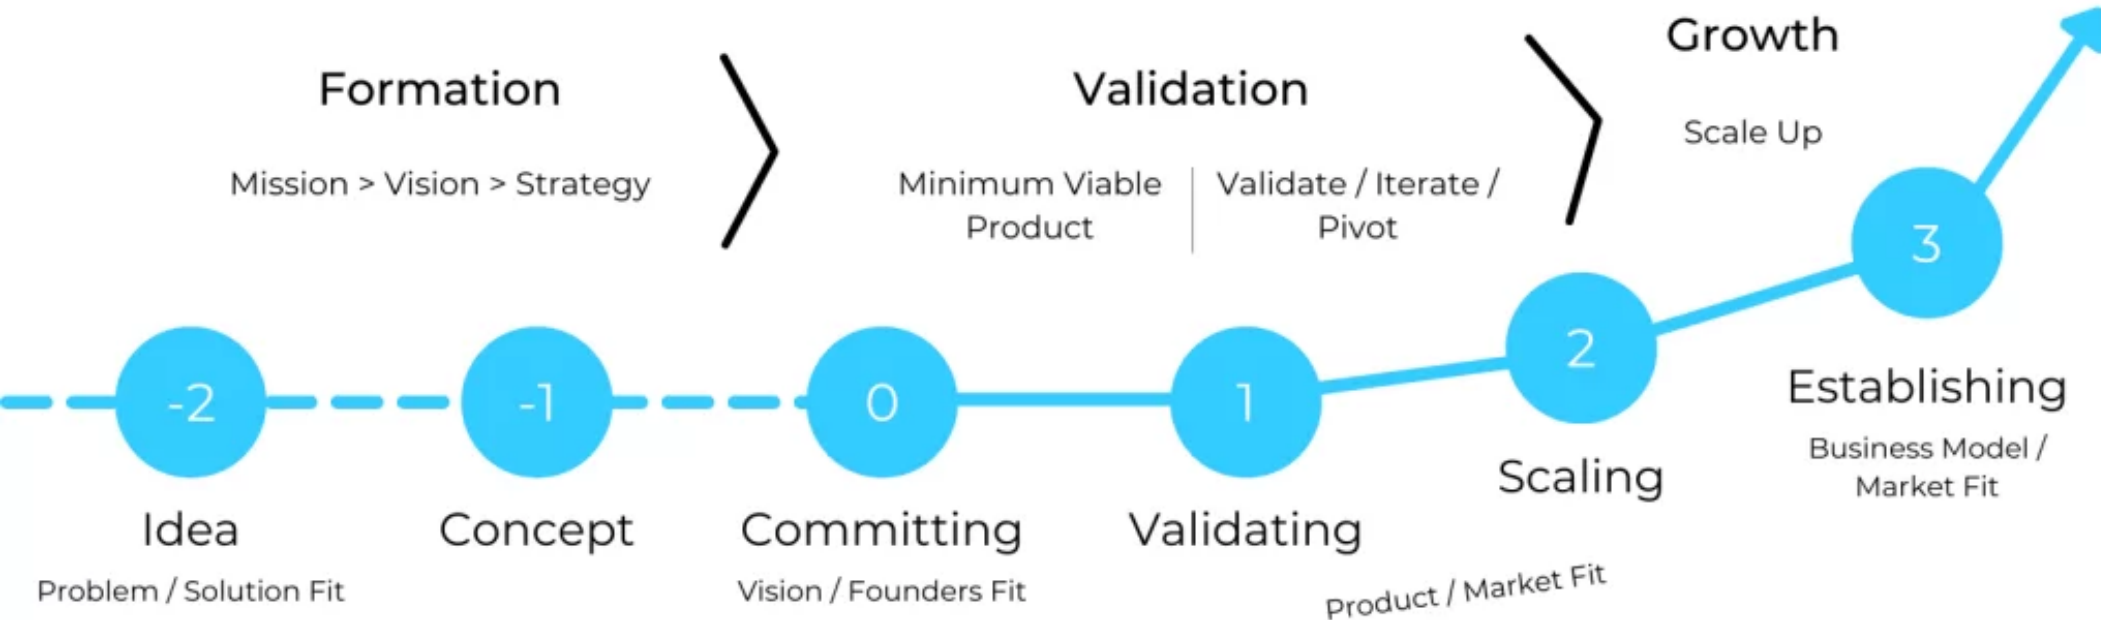 Formation
Mission > Vision > Strategy
Validation
Minimum Viable
Product
Validate / Iterate /
Pivot
Growth
Scale Up
-2
Idea
Problem / Solution Fit
-1
Concept
0
Committing
Vision / Founders Fit
1
Validating
Product / Market Fit
2
Scaling
3
Establishing
Business Model /
Market Fit